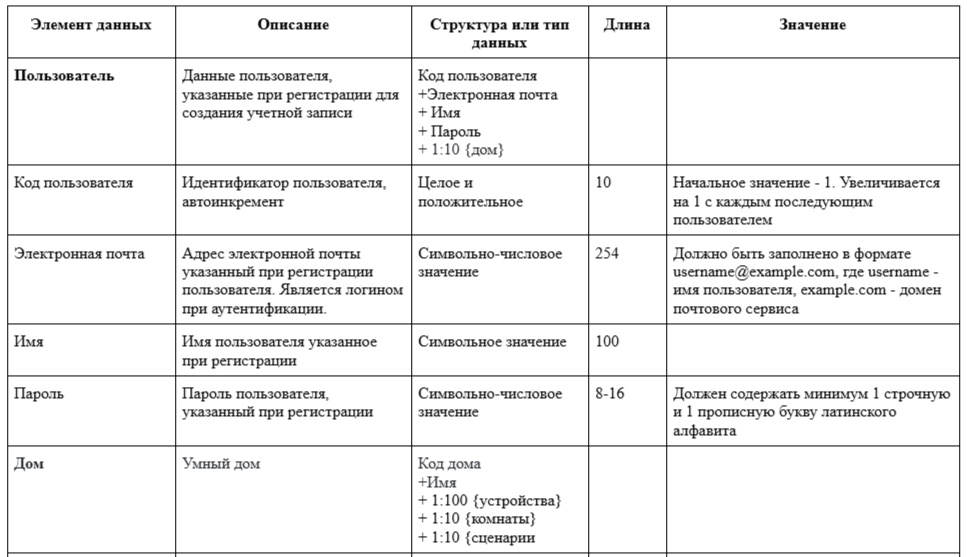 Элемент данных
Описание
Структура или тип
данных
Длина
Значение
Пользователь
Данные пользователя,
указанные при регистрации для
создания учетной записи
Код пользователя
+Электронная почта
+ Имя
+ Пароль
+ 1:10 {дом}
Код пользователя
Идентификатор пользователя,
автоинкремент
Целое и
положительное
10
Начальное значение - 1. Увеличивается
на 1 с каждым последующим
пользователем
Электронная почта
Адрес электронной почты
указанный при регистрации
пользователя. Является логином
при аутентификации.
Символьно-числовое
значение
254
Должно быть заполнено в формате
username@example.com, где username -
имя пользователя, example.com - домен
почтового сервиса
Имя
Имя пользователя указанное
при регистрации
Символьное значение
100
Пароль
Пароль пользователя,
указанный при регистрации
Символьно-числовое
значение
8-16
Должен содержать минимум 1 строчную
и 1 прописную букву латинского
алфавита
Дом
Умный дом
Код дома
+Имя
+ 1:100 {устройства}
+ 1:10 {комнаты}
+ 1:10 {сценарии